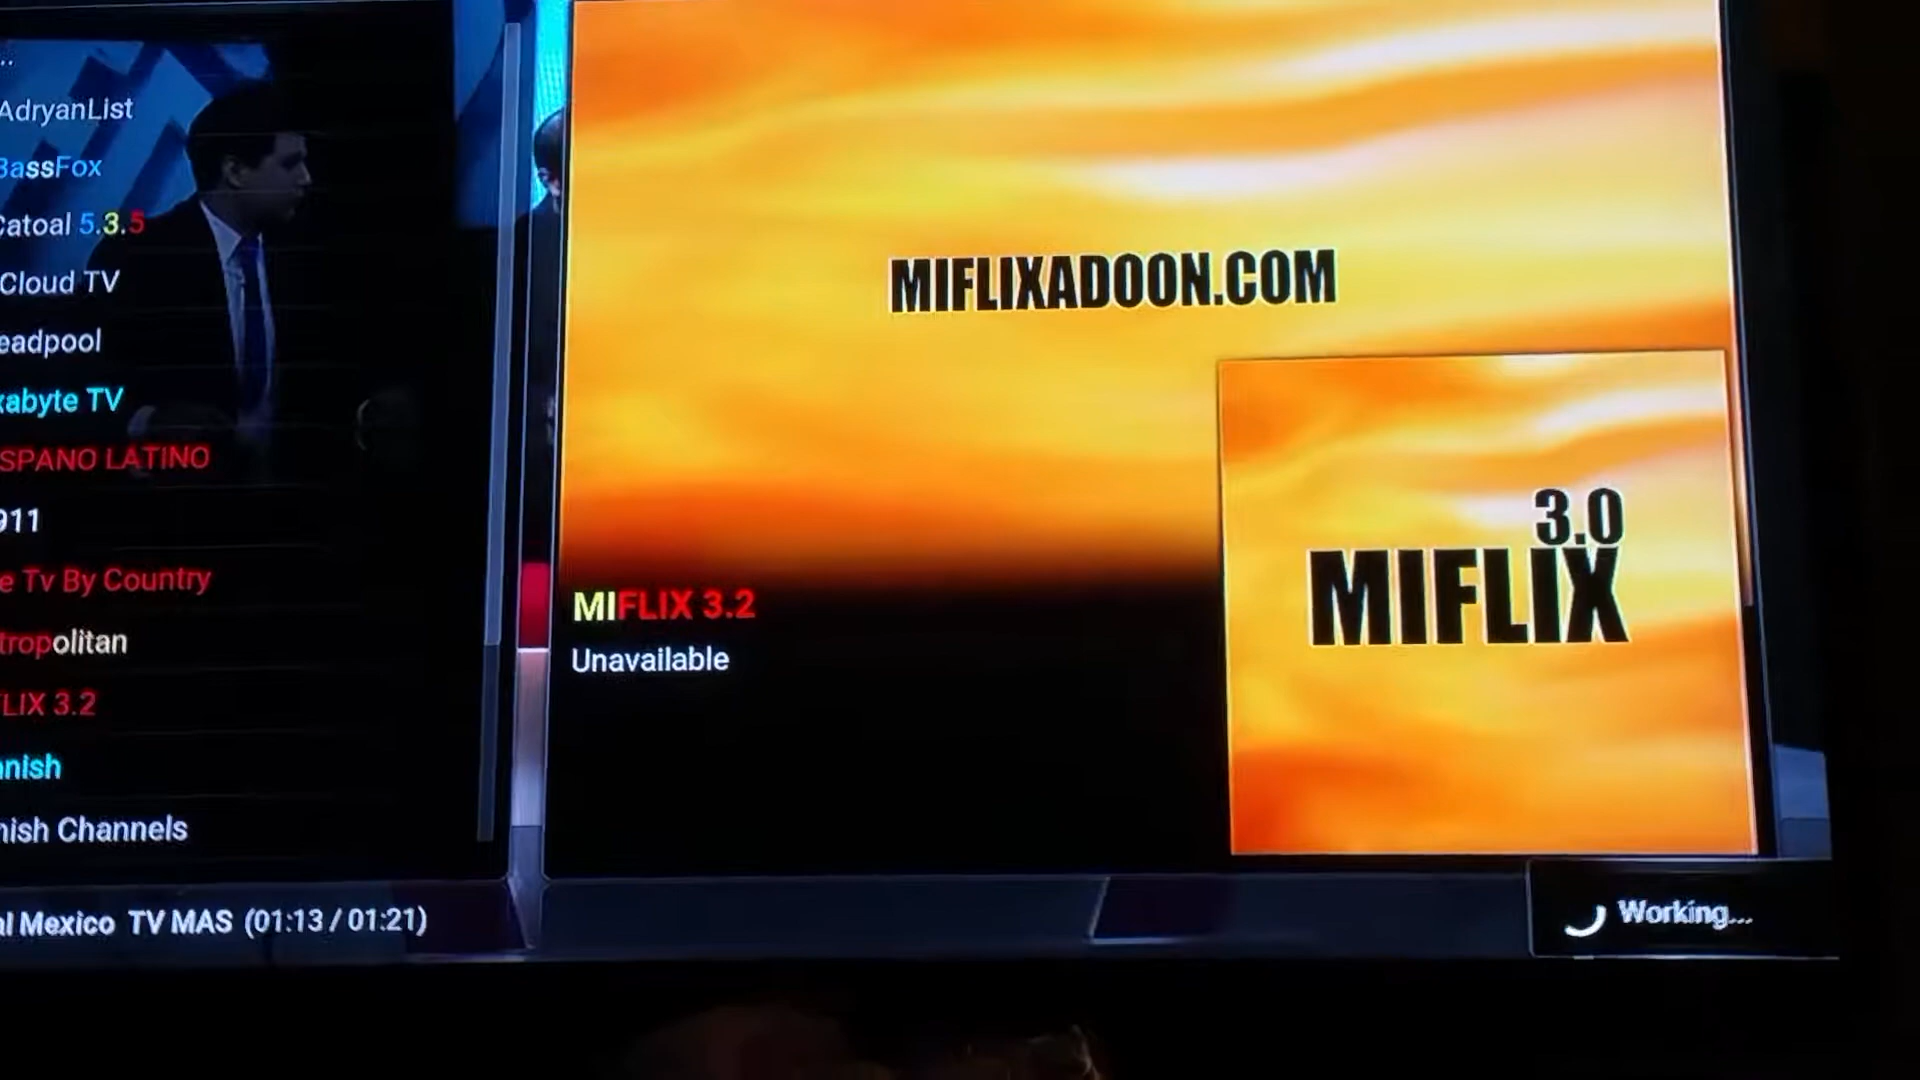 ..
AdryanList
BassFox
Catoal 5.3.5
Cloud TV
eadpool
xabyte TV
SPANO LATINO
911
e Tv By Country
tropolitan
LIX 3.2
anish
nish Channels
al Mexico TV MAS (01:13 / 01:21)
MIFLIXADOON.COM
3.0
MIFLIX
MIFLIX 3.2
Unavailable
Working...